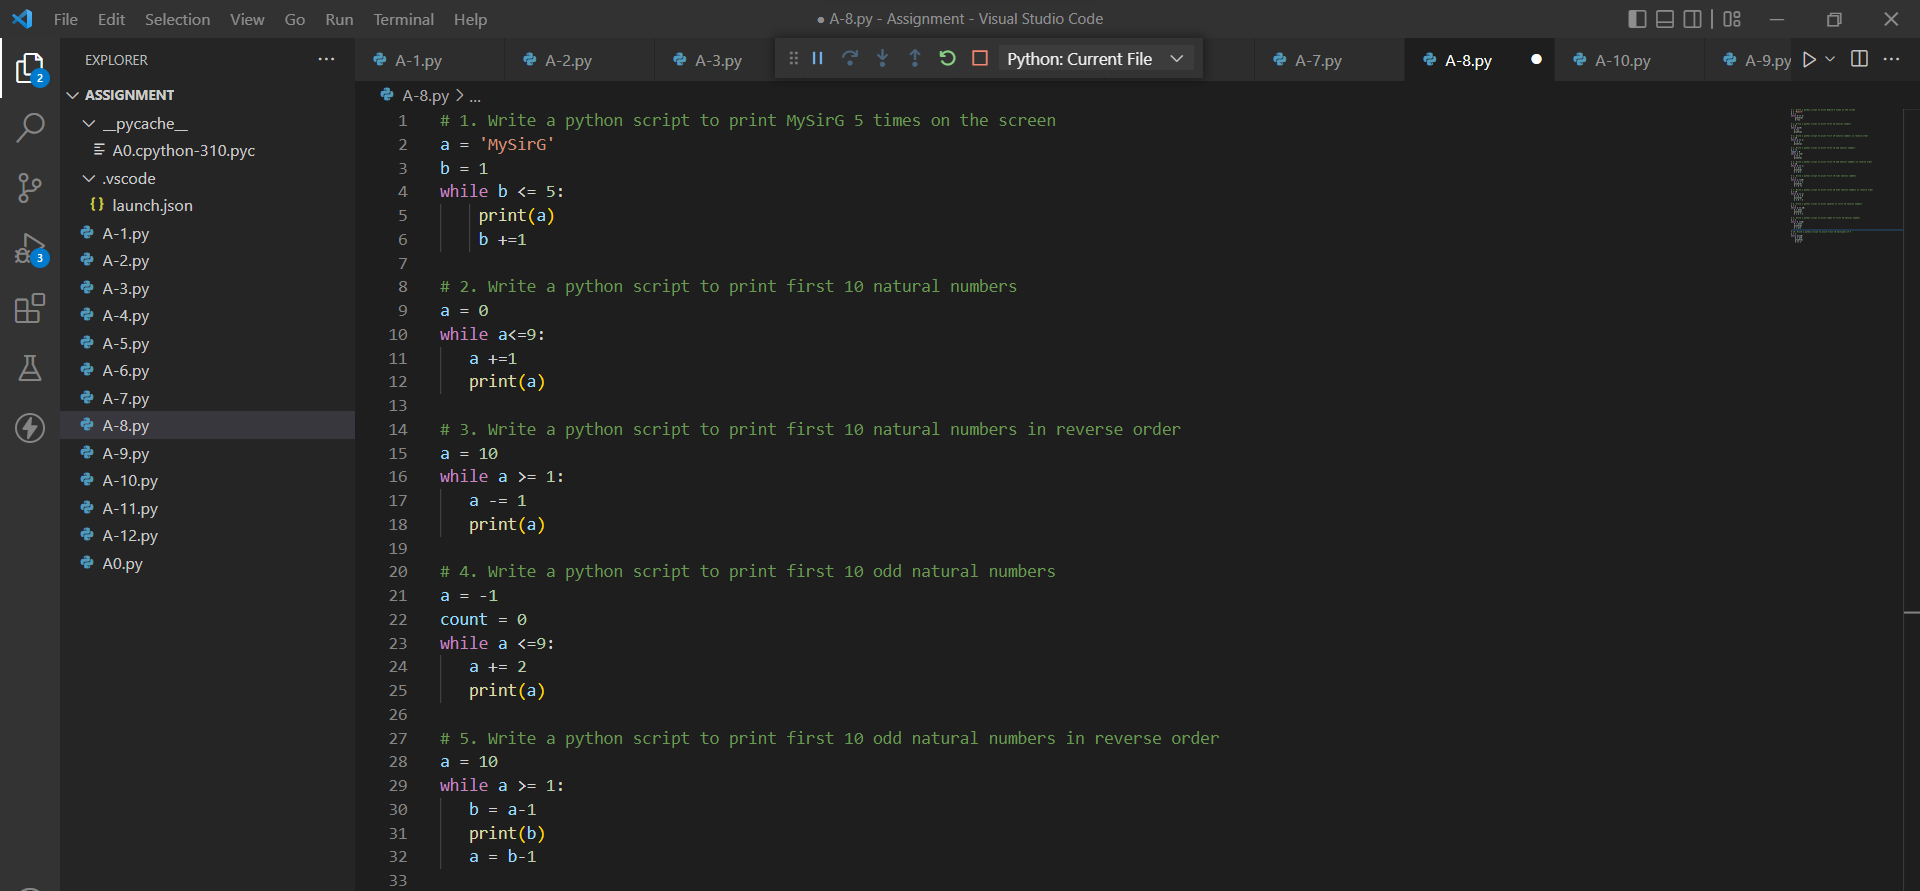 File Edit Selection View Go Run Terminal Help
● A-8.py - Assignment - Visual Studio Code
EXPLORER
A-1.py
A-2.py
A-3.py
Python: Current File
A-7.py
A-8.py
A-10.py
A-9.py
2
ASSIGNMENT
__pycache__
A0.cpython-310.pyc
.vscode
launch.json
3
A-1.py
A-2.py
A-3.py
A-4.py
A-5.py
A-6.py
A-7.py
A-8.py
A-9.py
A-10.py
A-11.py
A-12.py
A0.py
A-8.py > ...
1 # 1. Write a python script to print MySirG 5 times on the screen
2 a = 'MySirG'
3 b = 1
4 while b <= 5:
5     print(a)
6     b +=1
7
8 # 2. Write a python script to print first 10 natural numbers
9 a = 0
10 while a<=9:
11    a +=1
12    print(a)
13
14 # 3. Write a python script to print first 10 natural numbers in reverse order
15 a = 10
16 while a >= 1:
17    a -= 1
18    print(a)
19
20 # 4. Write a python script to print first 10 odd natural numbers
21 a = -1
22 count = 0
23 while a <=9:
24    a += 2
25    print(a)
26
27 # 5. Write a python script to print first 10 odd natural numbers in reverse order
28 a = 10
29 while a >= 1:
30    b = a-1
31    print(b)
32    a = b-1
33